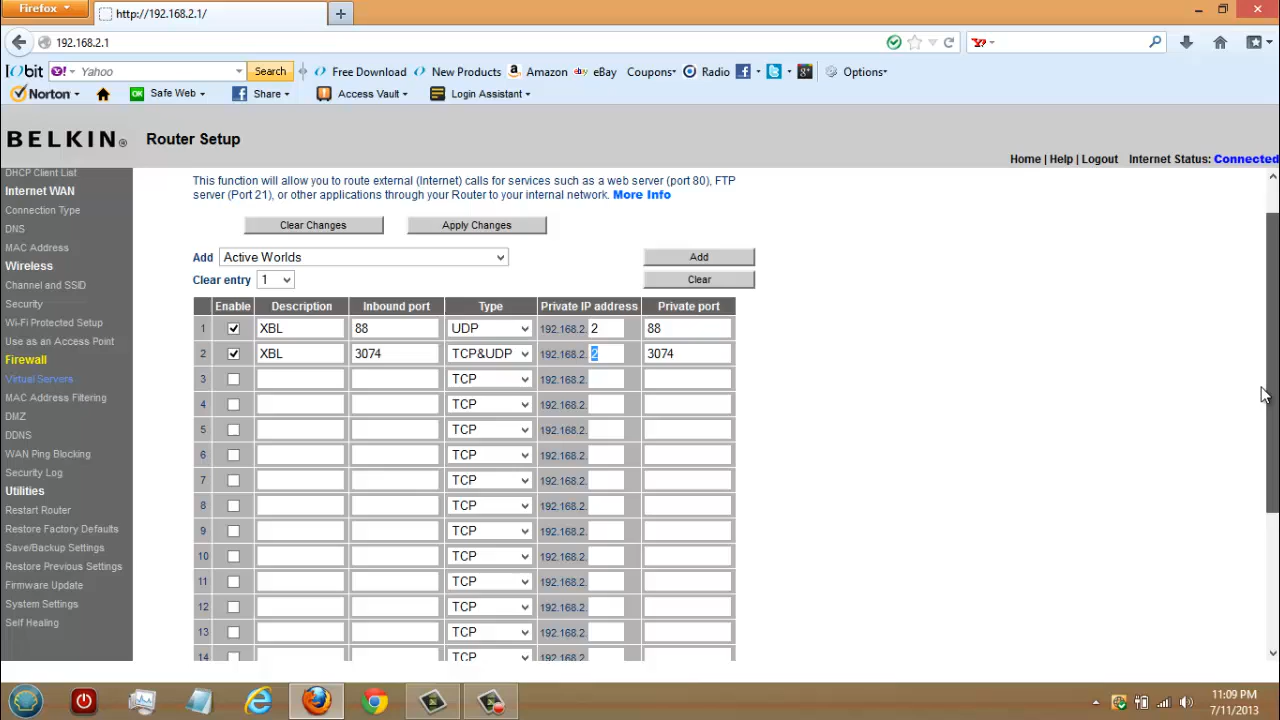 Firefox
http://192.168.2.1/
192.168.2.1
IObit Yahoo Search Free Download New Products Amazon eBay Coupons Radio Options
Norton Safe Web Share Access Vault Login Assistant
BELKIN® Router Setup
Home | Help | Logout Internet Status: Connected
DHCP Client List
Internet WAN
Connection Type
DNS
MAC Address
Wireless
Channel and SSID
Security
Wi-Fi Protected Setup
Use as an Access Point
Firewall
Virtual Servers
MAC Address Filtering
DMZ
DDNS
WAN Ping Blocking
Security Log
Utilities
Restart Router
Restore Factory Defaults
Save/Backup Settings
Restore Previous Settings
Firmware Update
System Settings
Self Healing
This function will allow you to route external (Internet) calls for services such as a web server (port 80), FTP
server (Port 21), or other applications through your Router to your internal network. More Info
Clear Changes Apply Changes
Add Active Worlds Add
Clear entry 1 Clear
Enable Description Inbound port Type Private IP address Private port
1 XBL 88 UDP 192.168.2. 2 88
2 XBL 3074 TCP&UDP 192.168.2. 2 3074
3 TCP 192.168.2.
4 TCP 192.168.2.
5 TCP 192.168.2.
6 TCP 192.168.2.
7 TCP 192.168.2.
8 TCP 192.168.2.
9 TCP 192.168.2.
10 TCP 192.168.2.
11 TCP 192.168.2.
12 TCP 192.168.2.
13 TCP 192.168.2.
14 TCP 192.168.2.
11:09 PM
7/11/2013